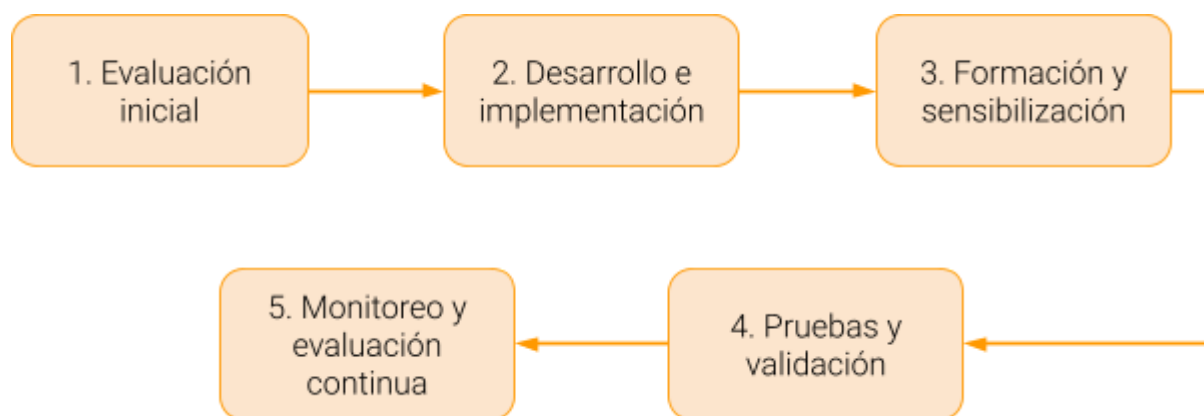 1. Evaluación
inicial
2. Desarrollo e
implementación
3. Formación y
sensibilización
4. Pruebas y
validación
5. Monitoreo y
evaluación
continua